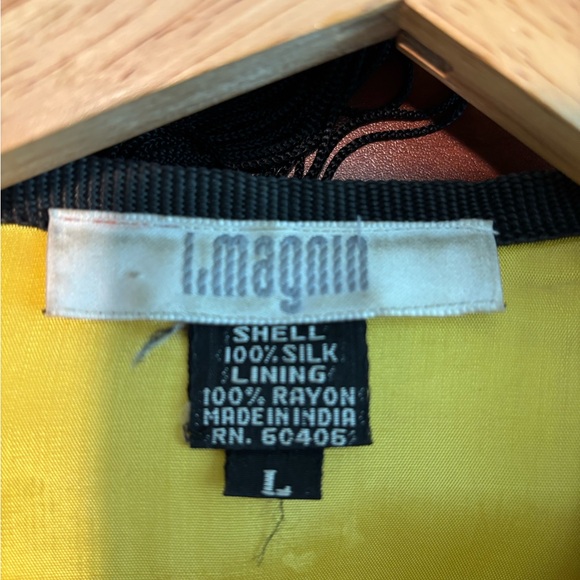 I.magnin
SHELL
100% SILK
LINING
100% RAYON
MADE IN INDIA
RN. 60406
L